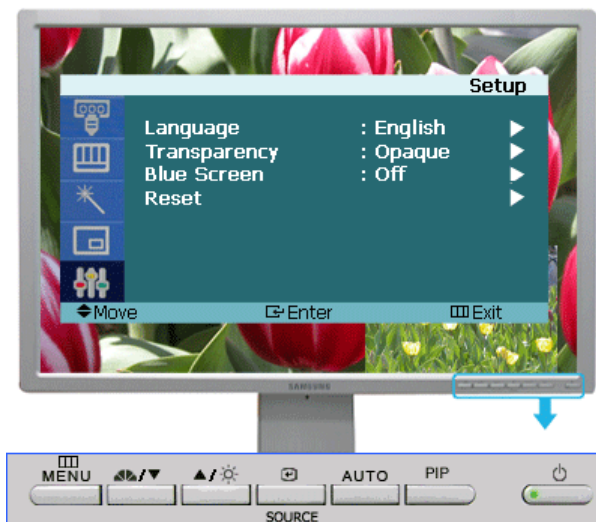 Setup
Language : English
Transparency : Opaque
Blue Screen : Off
Reset
Move Enter Exit
SAMSUNG
MENU AUTO PIP
SOURCE